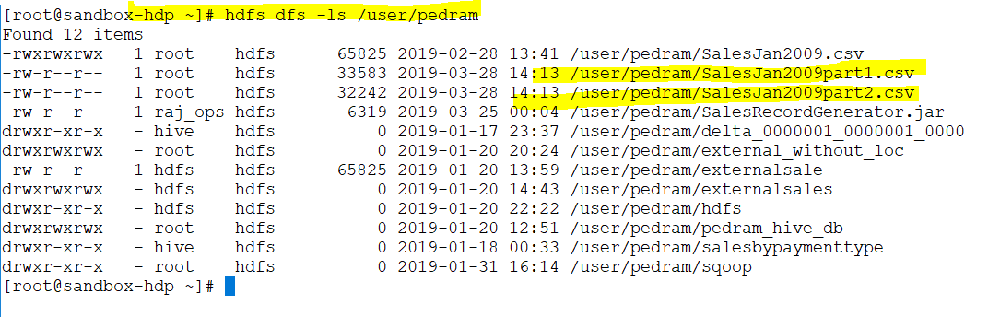 [root@sandbox-hdp ~]# hdfs dfs -ls /user/pedram
Found 12 items
-rwxrwxrwx   1 root    hdfs      65825 2019-02-28 13:41 /user/pedram/SalesJan2009.csv
-rw-r--r--   1 root    hdfs      33583 2019-03-28 14:13 /user/pedram/SalesJan2009part1.csv
-rw-r--r--   1 root    hdfs      32242 2019-03-28 14:13 /user/pedram/SalesJan2009part2.csv
-rw-r--r--   1 raj_ops hdfs       6319 2019-03-25 00:04 /user/pedram/SalesRecordGenerator.jar
drwxr-xr-x   - hive    hdfs          0 2019-01-17 23:37 /user/pedram/delta_0000001_0000001_0000
drwxrwxrwx   - root    hdfs          0 2019-01-20 20:24 /user/pedram/external_without_loc
-rw-r--r--   1 hdfs    hdfs      65825 2019-01-20 13:59 /user/pedram/externalsale
drwxrwxrwx   - hdfs    hdfs          0 2019-01-20 14:43 /user/pedram/externalsales
drwxr-xr-x   - hdfs    hdfs          0 2019-01-20 22:22 /user/pedram/hdfs
drwxrwxrwx   - root    hdfs          0 2019-01-20 12:51 /user/pedram/pedram_hive_db
drwxr-xr-x   - hive    hdfs          0 2019-01-18 00:33 /user/pedram/salesbypaymenttype
drwxr-xr-x   - root    hdfs          0 2019-01-31 16:14 /user/pedram/sqoop
[root@sandbox-hdp ~]#